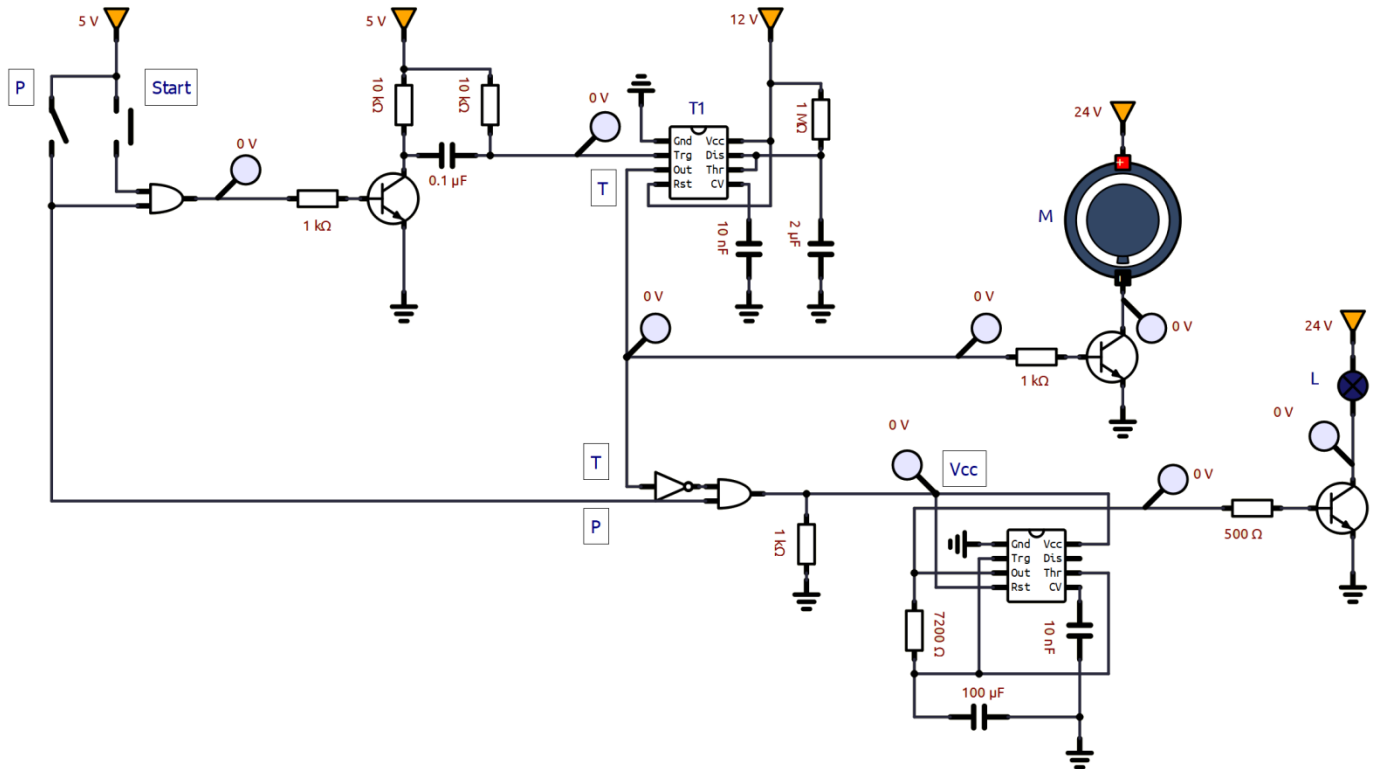 5 V
5 V
12 V
P
Start
10 kΩ
10 kΩ
0 V
T1
1 MΩ
24 V
0 V
Gnd Vcc
Trg Dis
Out Thr
Rst CV
0.1 µF
T
1 kΩ
10 nF
2 µF
M
0 V
0 V
0 V
24 V
1 kΩ
L
0 V
0 V
T
Vcc
0 V
P
1 kΩ
500 Ω
Gnd Vcc
Trg Dis
Out Thr
Rst CV
7200 Ω
10 nF
100 µF